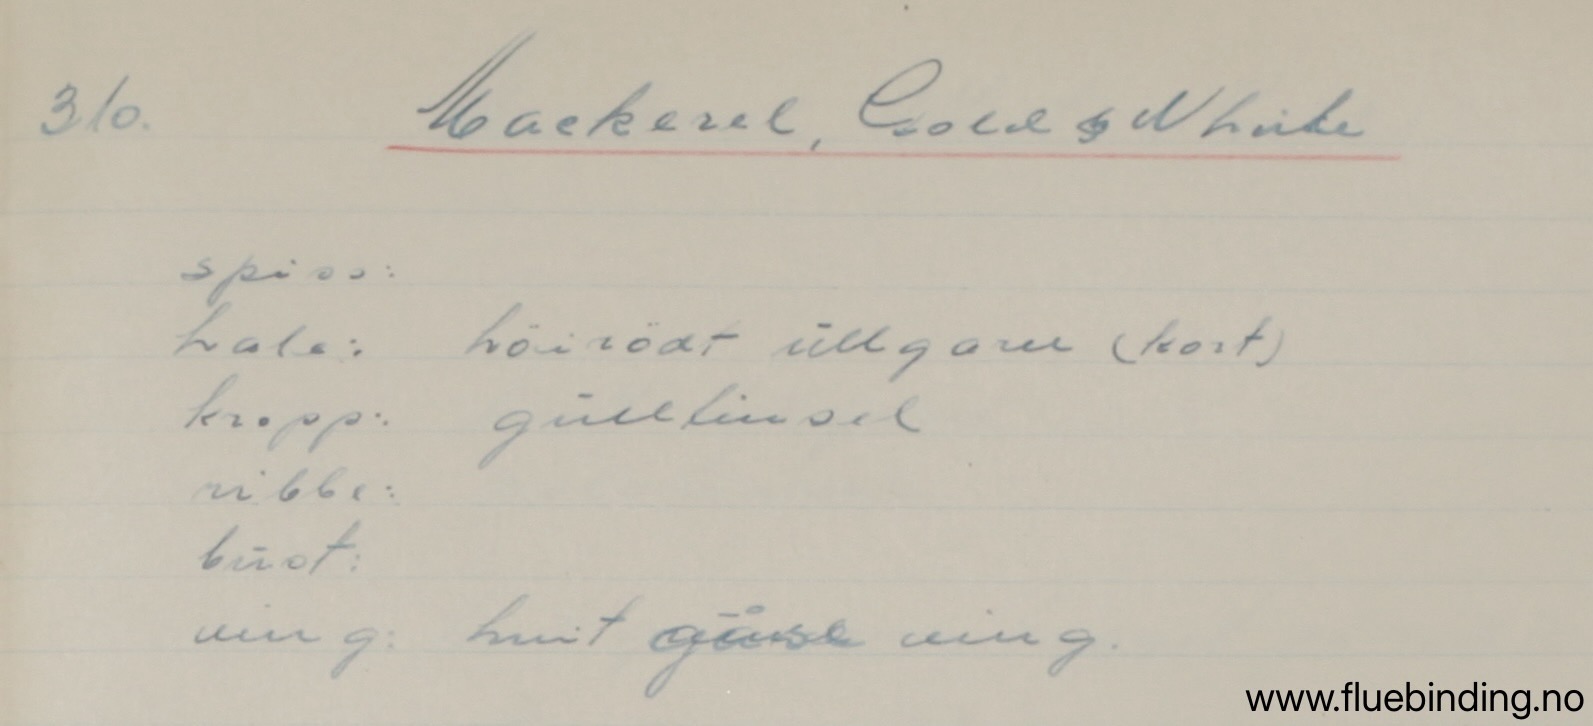 310. Mackerel, Gold & White
spiss:
hale: höirödt ullgarn (kort)
kropp: gulltinsel
ribbe:
bust:
ving: hvit gåse ving.
www.fluebinding.no